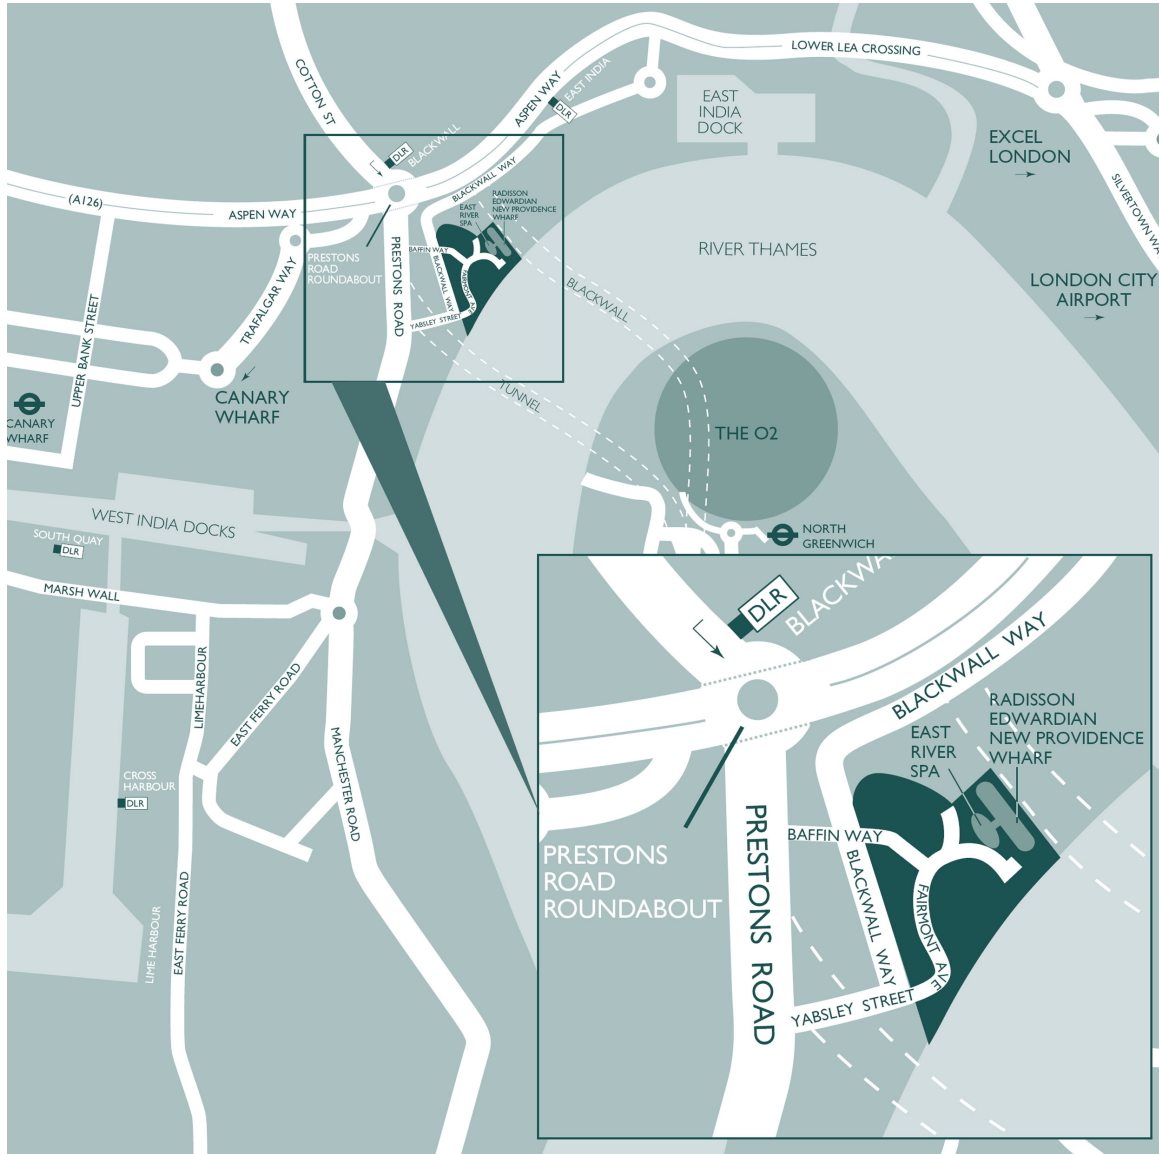 COTTON ST
ASPEN WAY
EAST INDIA
DLR
LOWER LEA CROSSING
EAST
INDIA
DOCK
EXCEL
LONDON
SILVERTOWN WA
BLACKWALL
DLR
BLACKWALL WAY
(A126)
ASPEN WAY
RADISSON
EDWARDIAN
NEW PROVIDENCE
WHARF
EAST
RIVER
SPA
RIVER THAMES
LONDON CITY
AIRPORT
PRESTONS
ROAD
ROUNDABOUT
PRESTONS ROAD
BAFFIN WAY
BLACKWALL WAY
FAIRMONT AVE
YABSLEY STREET
TRAFALGAR WAY
UPPER BANK STREET
BLACKWALL
TUNNEL
CANARY
WHARF
CANARY
WHARF
THE O2
WEST INDIA DOCKS
SOUTH QUAY
DLR
NORTH
GREENWICH
MARSH WALL
LIMEHARBOUR
EAST FERRY ROAD
MANCHESTER ROAD
CROSS
HARBOUR
DLR
EAST FERRY ROAD
LIME HARBOUR
DLR
BLACKWA
BLACKWALL WAY
RADISSON
EDWARDIAN
NEW PROVIDENCE
WHARF
EAST
RIVER
SPA
PRESTONS
ROAD
ROUNDABOUT
PRESTONS ROAD
BAFFIN WAY
BLACKWALL WAY
FAIRMONT AVE
YABSLEY STREET